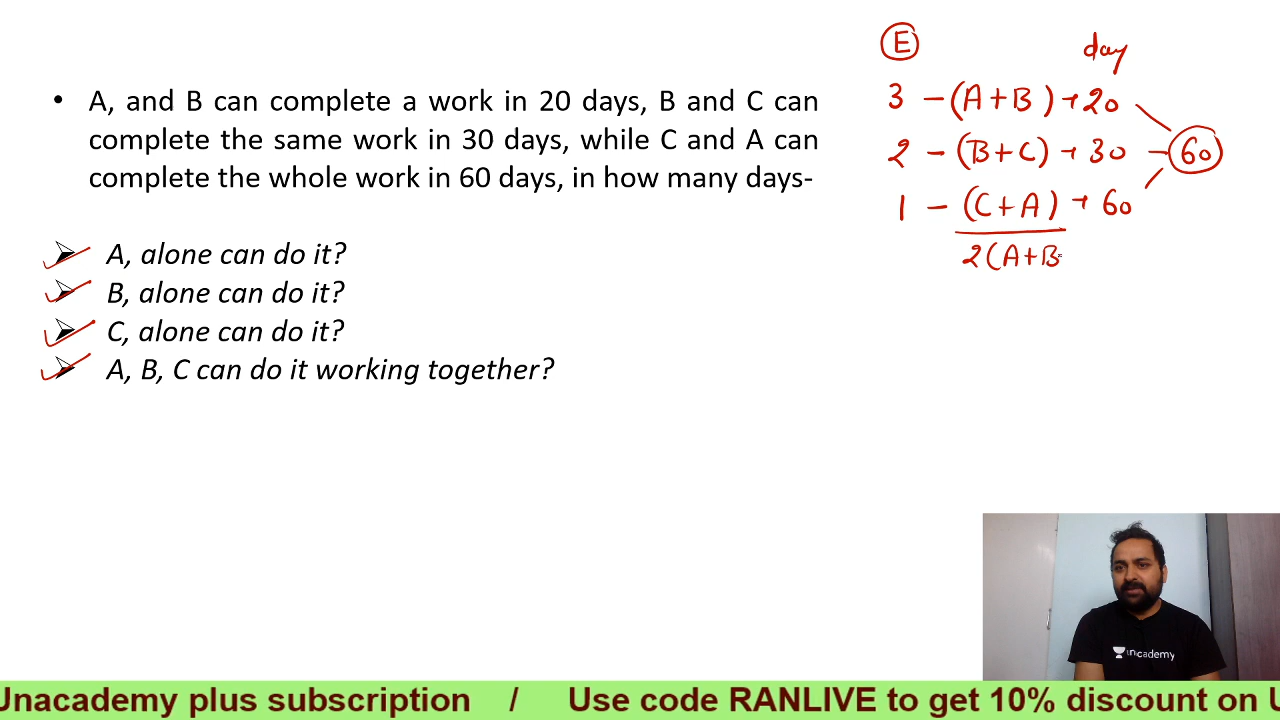 • A, and B can complete a work in 20 days, B and C can
complete the same work in 30 days, while C and A can
complete the whole work in 60 days, in how many days-
A, alone can do it?
B, alone can do it?
C, alone can do it?
A, B, C can do it working together?
E day
3 - (A+B) → 20
2 - (B+C) → 30 - 60
1 - (C+A) → 60
2(A+B
unacademy
Unacademy plus subscription / Use code RANLIVE to get 10% discount on U